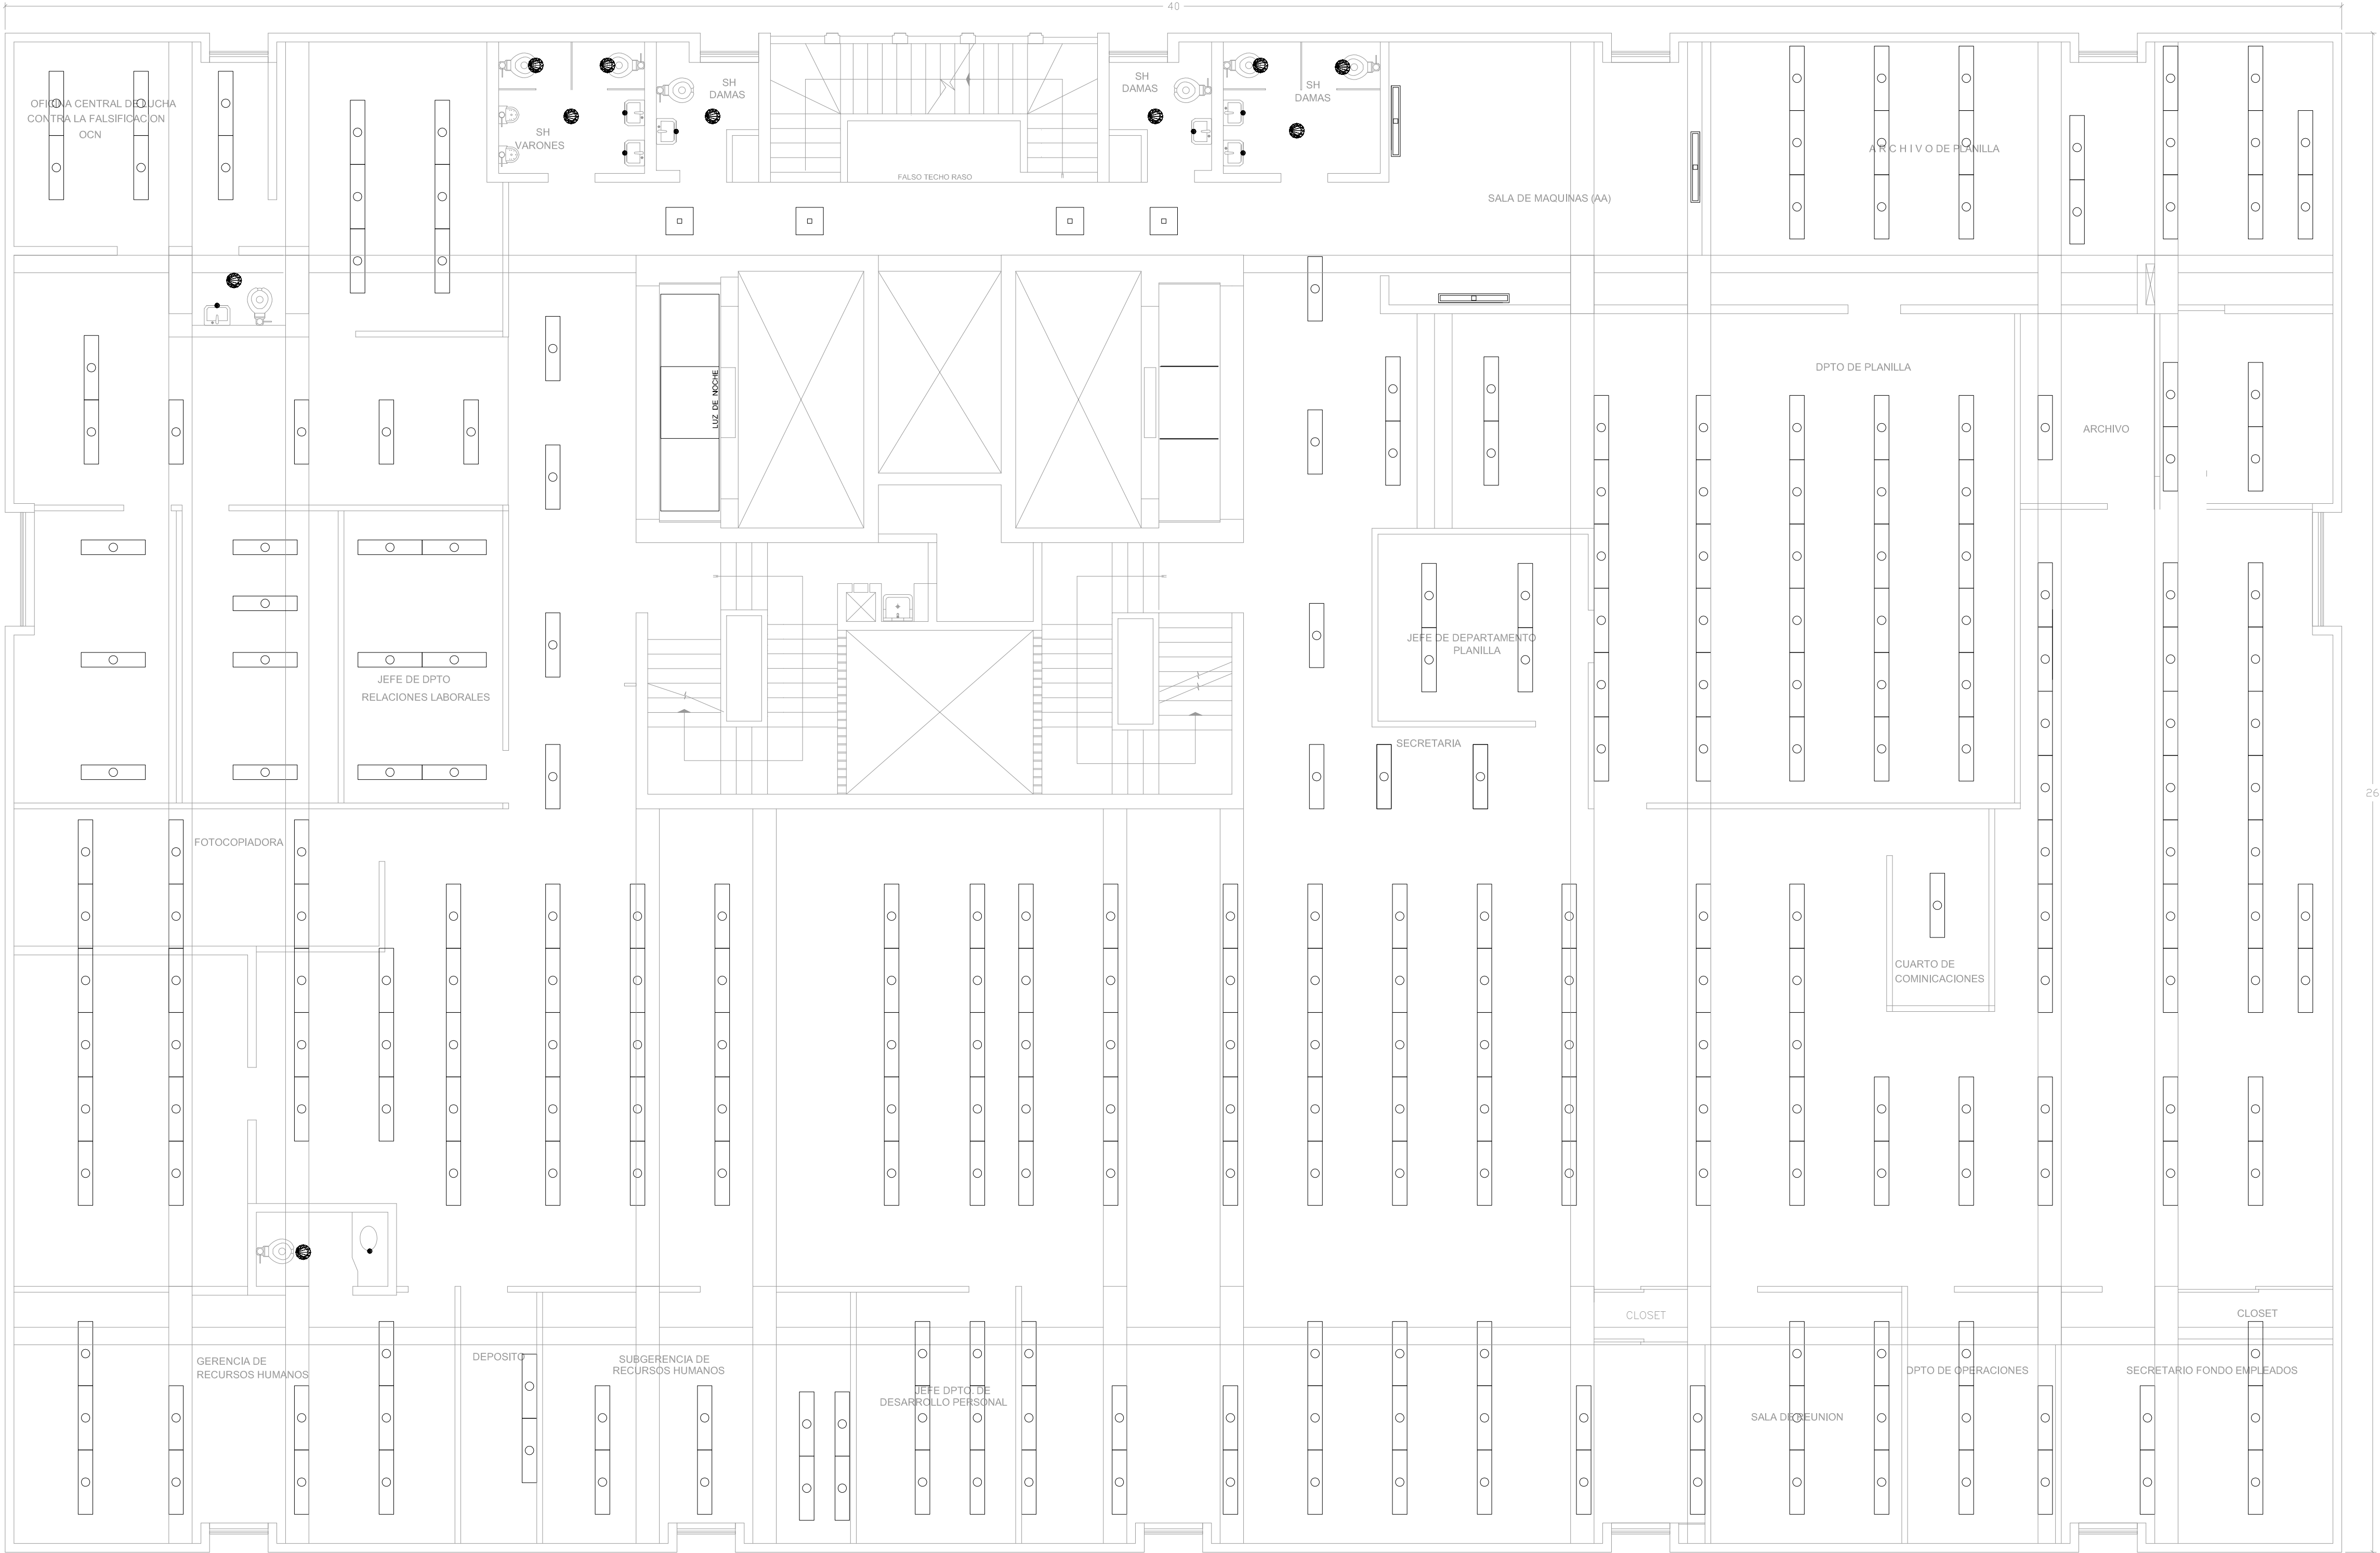 40
OFICINA CENTRAL DE LUCHA
CONTRA LA FALSIFICACION
OCN
SH
VARONES
SH
DAMAS
FALSO TECHO RASO
SH
DAMAS
SH
DAMAS
SALA DE MAQUINAS (AA)
A R C H I V O DE PLANILLA
LUZ DE NOCHE
DPTO DE PLANILLA
ARCHIVO
JEFE DE DPTO
RELACIONES LABORALES
JEFE DE DEPARTAMENTO
PLANILLA
SECRETARIA
26
FOTOCOPIADORA
CUARTO DE
COMINICACIONES
CLOSET
CLOSET
GERENCIA DE
RECURSOS HUMANOS
DEPOSITO
SUBGERENCIA DE
RECURSOS HUMANOS
JEFE DPTO. DE
DESARROLLO PERSONAL
SALA DE REUNION
DPTO DE OPERACIONES
SECRETARIO FONDO EMPLEADOS